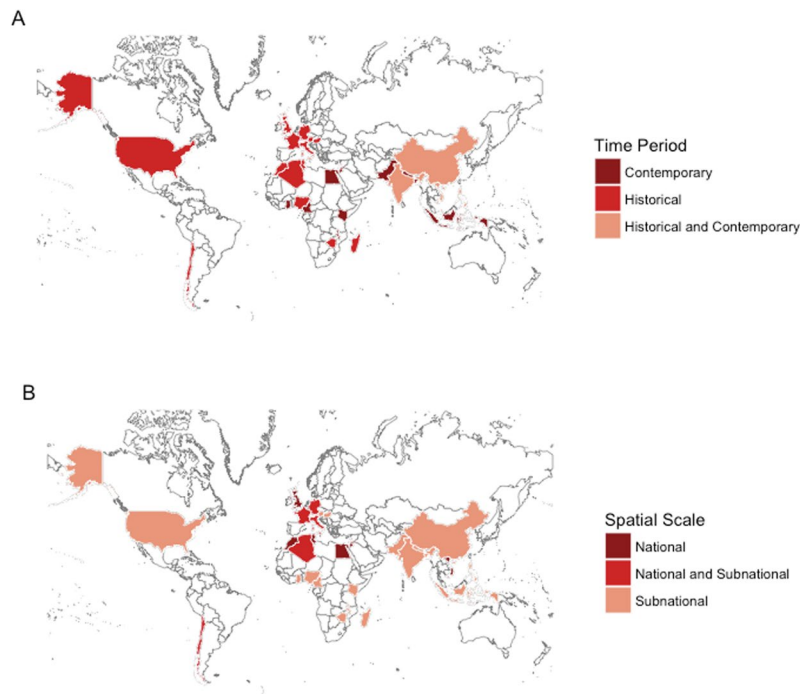 A
Time Period
Contemporary
Historical
Historical and Contemporary
B
Spatial Scale
National
National and Subnational
Subnational